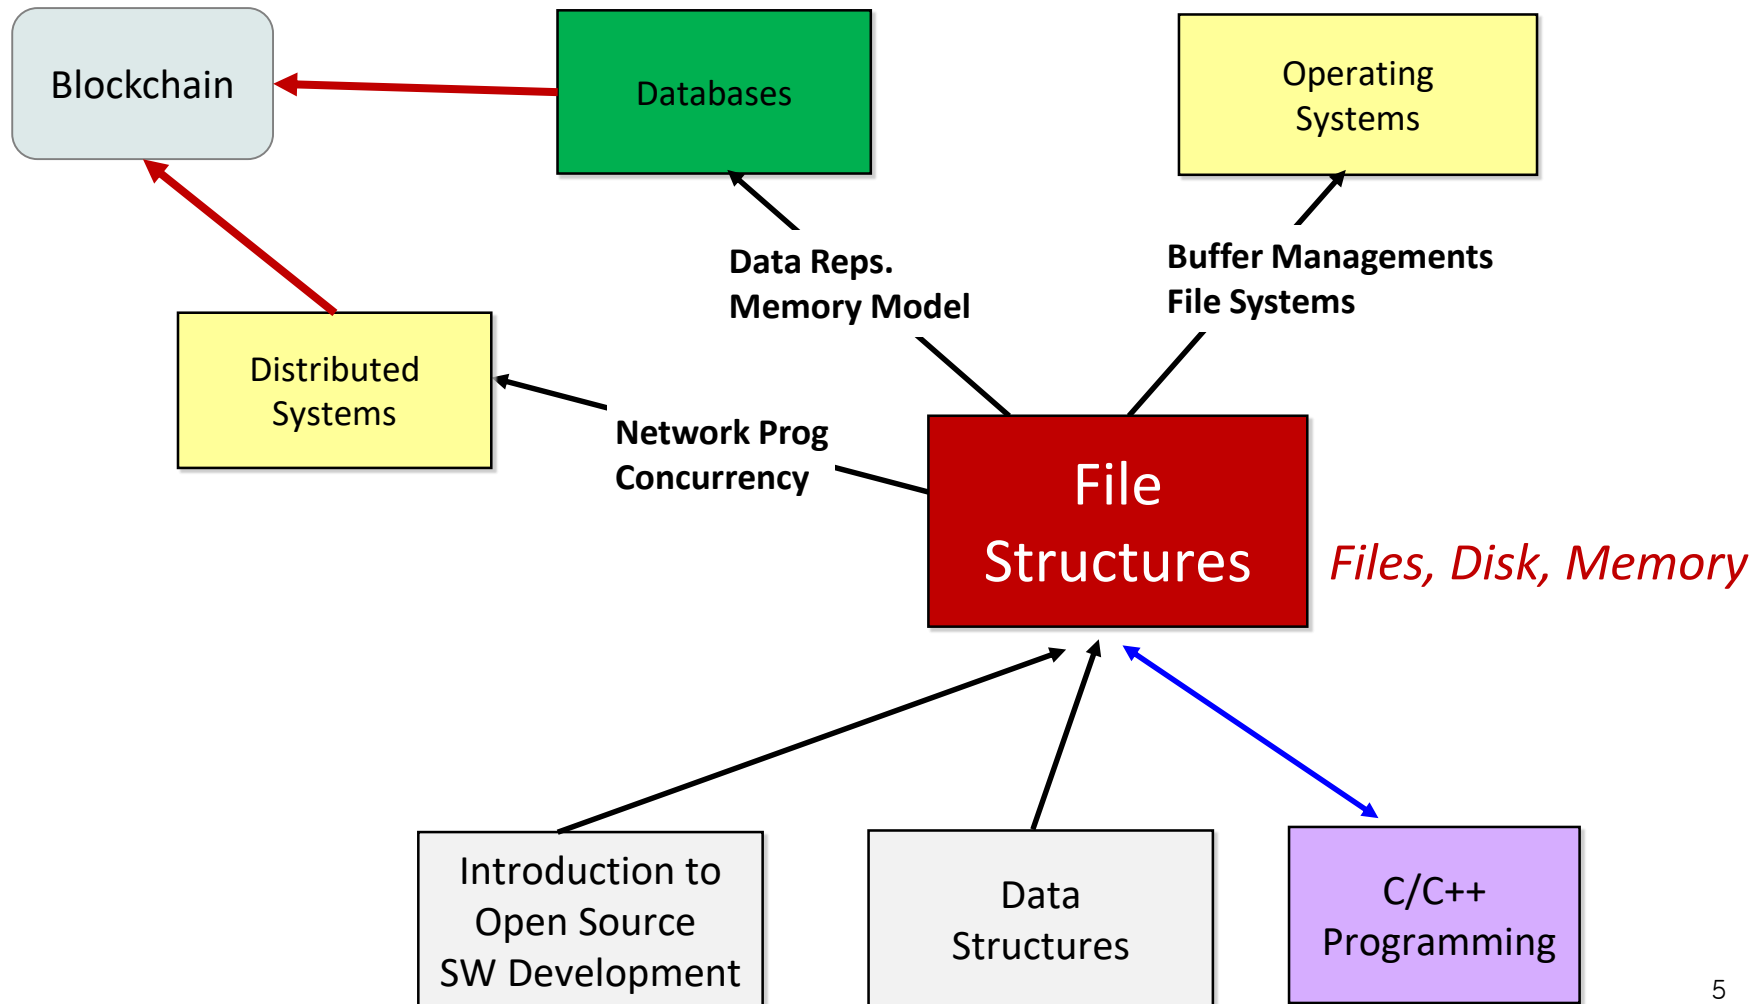 Blockchain
Databases
Operating
Systems
Data Reps.
Memory Model
Buffer Managements
File Systems
Distributed
Systems
Network Prog
Concurrency
File
Structures
Files, Disk, Memory
Introduction to
Open Source
SW Development
Data
Structures
C/C++
Programming
5